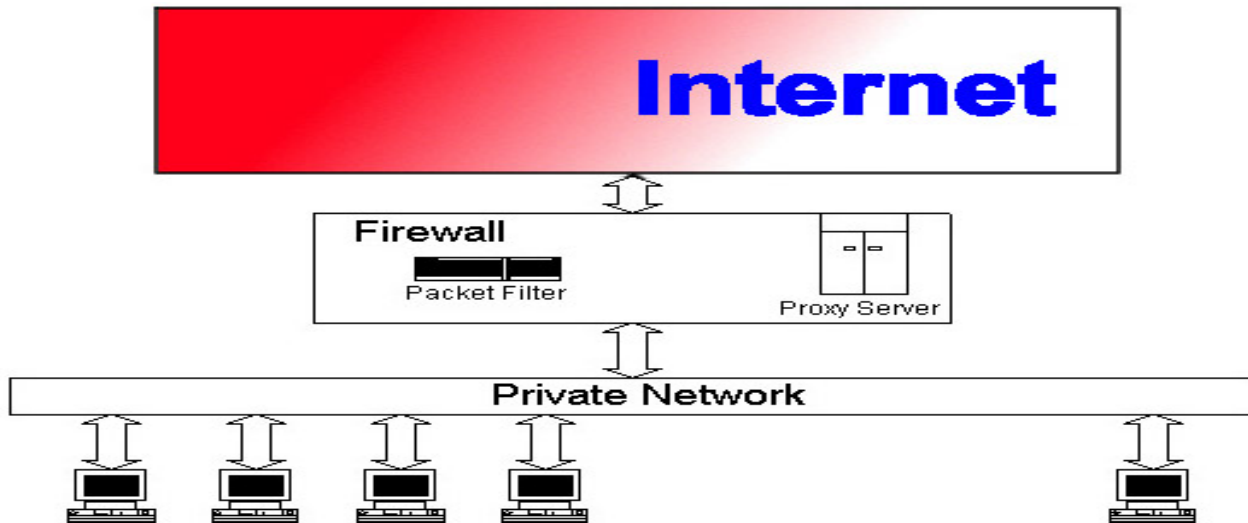 Internet
Firewall
Packet Filter
Proxy Server
Private Network